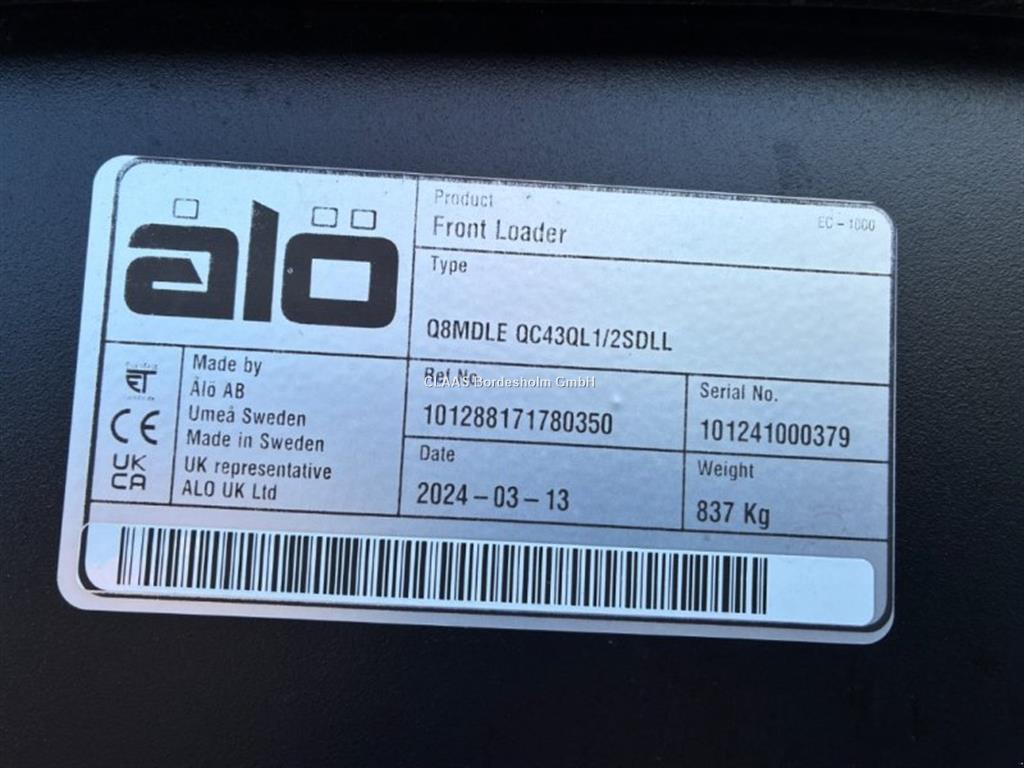 älö
Product
Front Loader
EC-1000
Type
Q8MDLE QC43QL1/2SDLL
Made by
Ålö AB
Umeå Sweden
Made in Sweden
UK representative
ALO UK Ltd
CE
UK
CA
Ref No.
CLAAS Bordesholm GmbH
101288171780350
Serial No.
101241000379
Date
2024-03-13
Weight
837 Kg